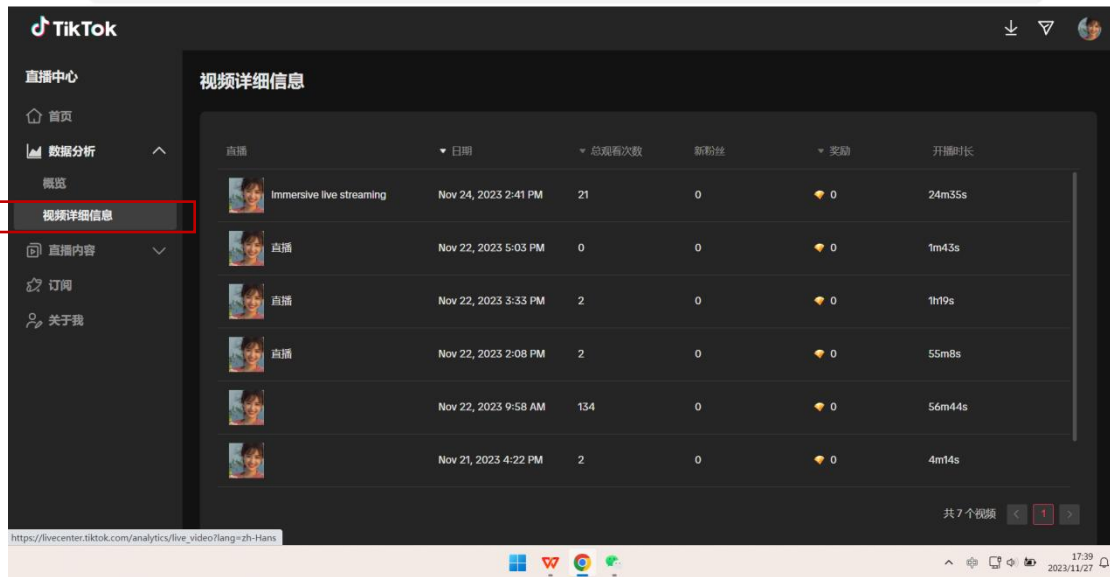 TikTok
直播中心
首页
数据分析
概览
视频详细信息
直播内容
订阅
关于我
视频详细信息
直播 日期 总观看次数 新粉丝 奖励 开播时长
Immersive live streaming Nov 24, 2023 2:41 PM 21 0 0 24m35s
直播 Nov 22, 2023 5:03 PM 0 0 0 1m43s
直播 Nov 22, 2023 3:33 PM 2 0 0 1h19s
直播 Nov 22, 2023 2:08 PM 2 0 0 55m8s
Nov 22, 2023 9:58 AM 134 0 0 56m44s
Nov 21, 2023 4:22 PM 2 0 0 4m14s
共 7 个视频 < 1 >
https://livecenter.tiktok.com/analytics/live_video?lang=zh-Hans
中 17:39
2023/11/27